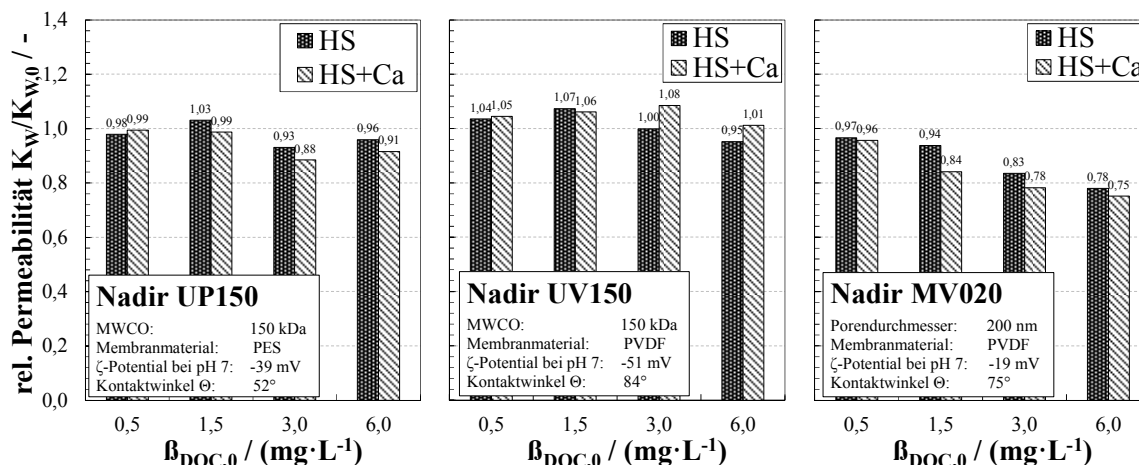 rel. Permeabilität K_W/K_W,0 / -
1,4
1,2
1,0
0,8
0,6
0,4
0,2
0,0
HS
HS+Ca
0,98 0,99 1,03 0,99 0,93 0,88 0,96 0,91
Nadir UP150
MWCO: 150 kDa
Membranmaterial: PES
ζ-Potential bei pH 7: -39 mV
Kontaktwinkel Θ: 52°
0,5 1,5 3,0 6,0
ß_DOC,0 / (mg·L⁻¹)
HS
HS+Ca
1,04 1,05 1,07 1,06 1,00 1,08 0,95 1,01
Nadir UV150
MWCO: 150 kDa
Membranmaterial: PVDF
ζ-Potential bei pH 7: -51 mV
Kontaktwinkel Θ: 84°
0,5 1,5 3,0 6,0
ß_DOC,0 / (mg·L⁻¹)
HS
HS+Ca
0,97 0,96 0,94 0,84 0,83 0,78 0,78 0,75
Nadir MV020
Porendurchmesser: 200 nm
Membranmaterial: PVDF
ζ-Potential bei pH 7: -19 mV
Kontaktwinkel Θ: 75°
0,5 1,5 3,0 6,0
ß_DOC,0 / (mg·L⁻¹)